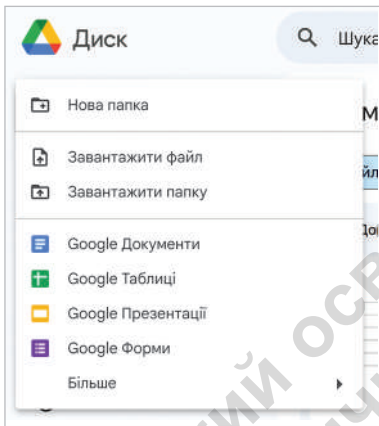 Диск
Шука
Нова папка
Завантажити файл
Завантажити папку
Google Документи
Google Таблиці
Google Презентації
Google Форми
Більше